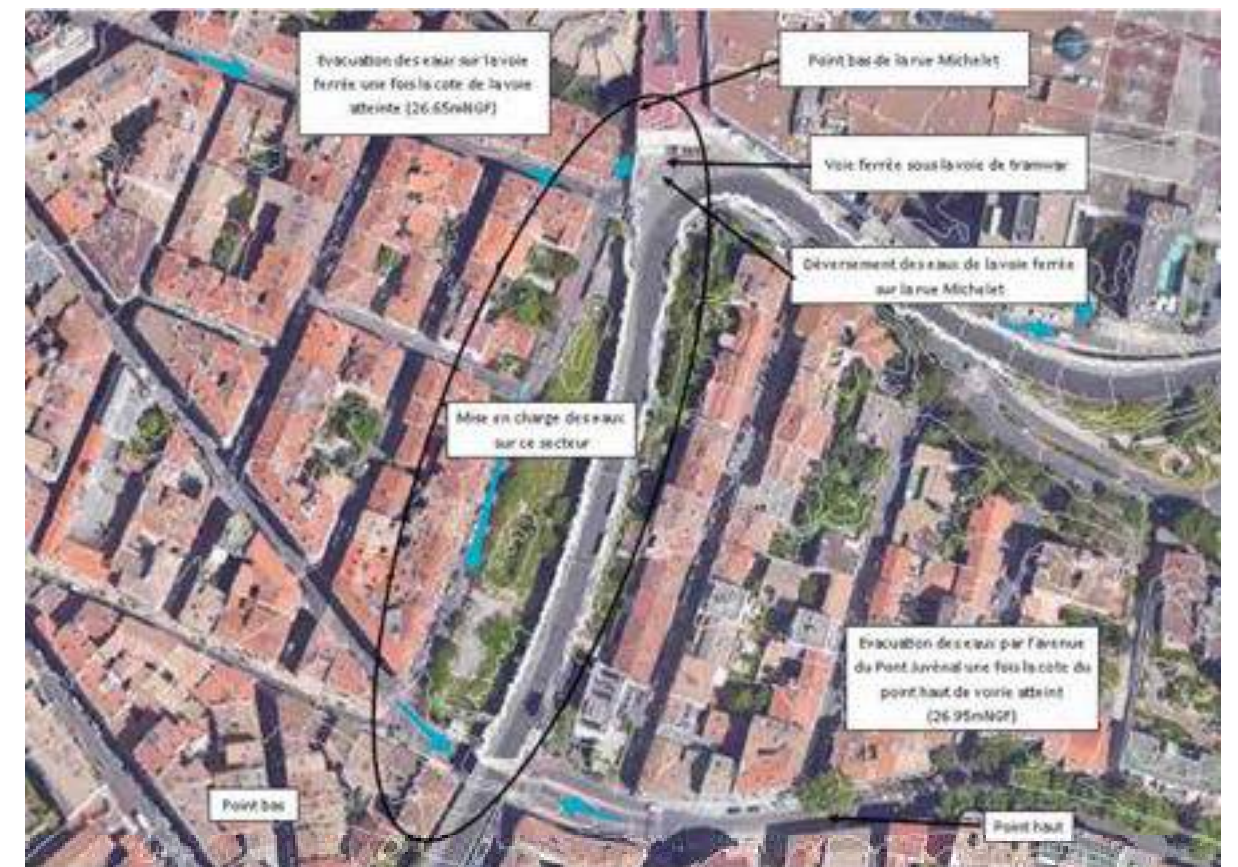 Evacuation des eaux sur la voie
ferrée une fois la cote de la voie
atteinte (26.65mNGF)
Point bas de la rue Michelet
Voie ferrée sous la voie de tramwar
Déversement des eaux de la voie ferrée
sur la rue Michelet
Mise en charge des eaux
sur ce secteur
Evacuation des eaux par l'avenue
du Pont Juvénal une fois la cote du
point haut de voirie atteint
(26.95mNGF)
Point bas
Point haut